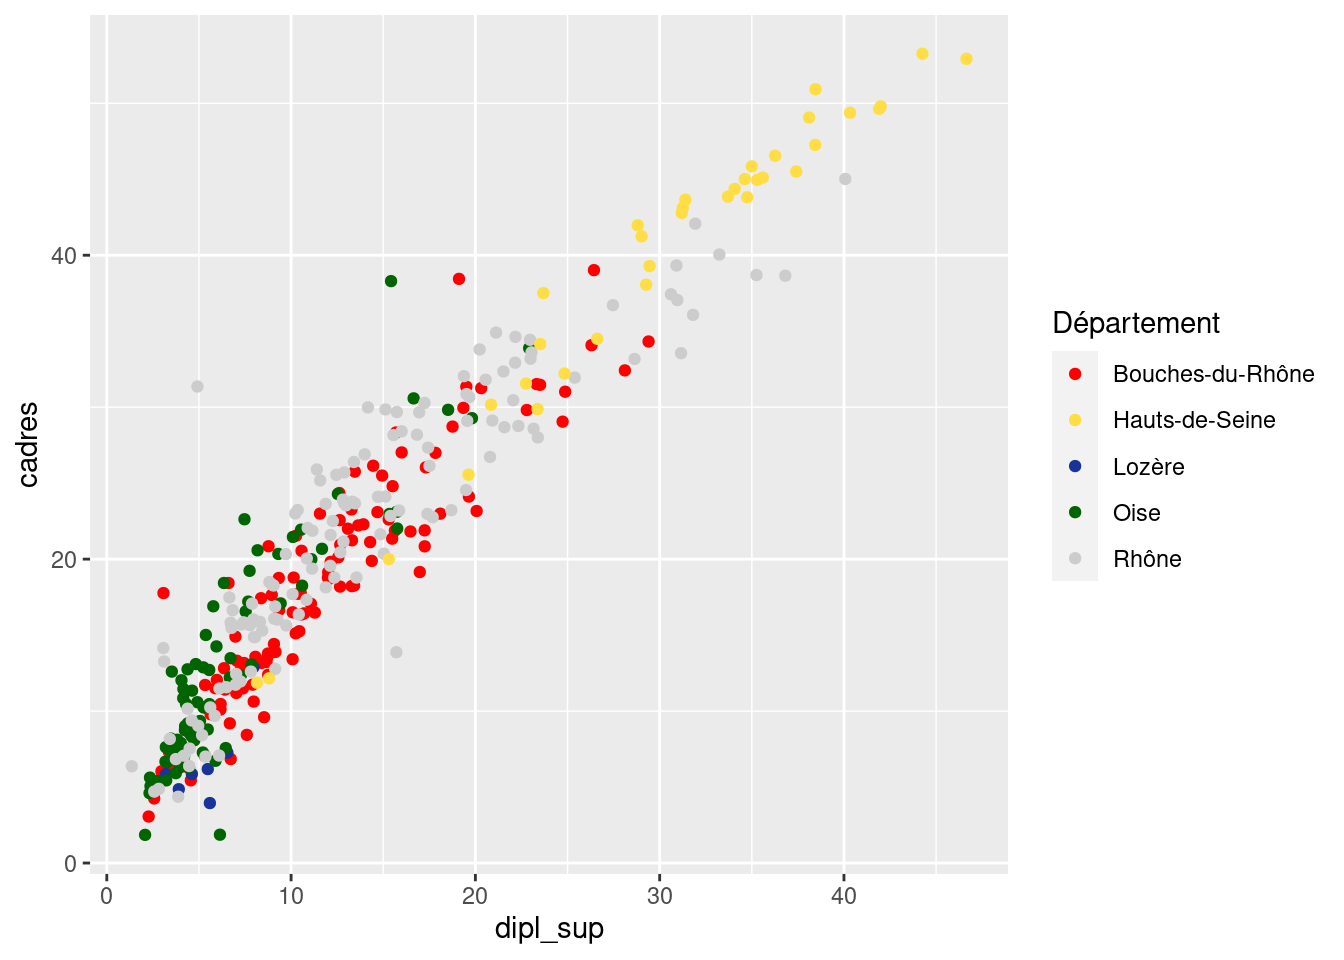 cadres
40
20
0
0 10 20 30 40
dipl_sup
Département
Bouches-du-Rhône
Hauts-de-Seine
Lozère
Oise
Rhône